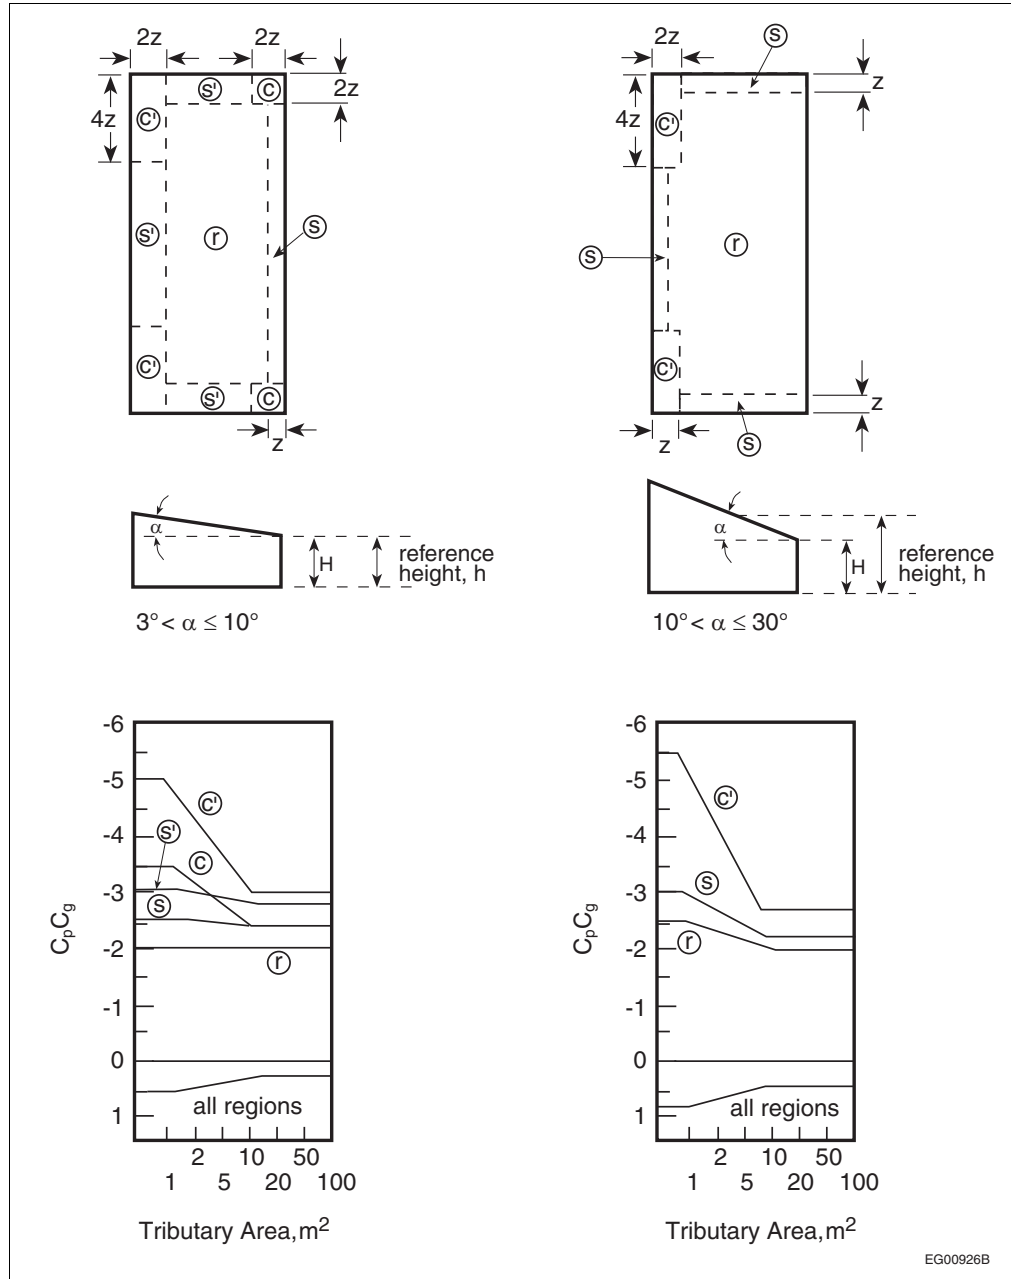 2z 2z
s' c 2z
4z c'
s' r s
c'
s' c
z
α
H reference
height, h
3° < α ≤ 10°
2z s
z
4z c'
s r
c'
z
z s
α
H reference
height, h
10° < α ≤ 30°
-6
-5
c'
-4
s'
c
-3
s
CpCg
-2
r
-1
0
all regions
1
2 10 50
1 5 20 100
Tributary Area, m²
-6
-5
c'
-4
s
-3
CpCg
r
-2
-1
0
all regions
1
2 10 50
1 5 20 100
Tributary Area, m²
EG00926B